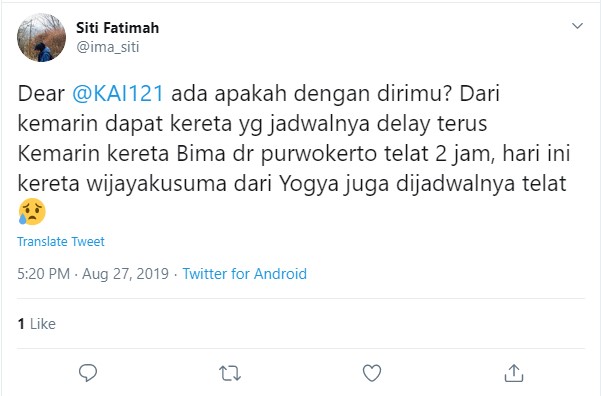 Siti Fatimah
@ima_siti
Dear @KAI121 ada apakah dengan dirimu? Dari
kemarin dapat kereta yg jadwalnya delay terus
Kemarin kereta Bima dr purwokerto telat 2 jam, hari ini
kereta wijayakusuma dari Yogya juga dijadwalnya telat
😥
Translate Tweet
5:20 PM · Aug 27, 2019 · Twitter for Android
1 Like